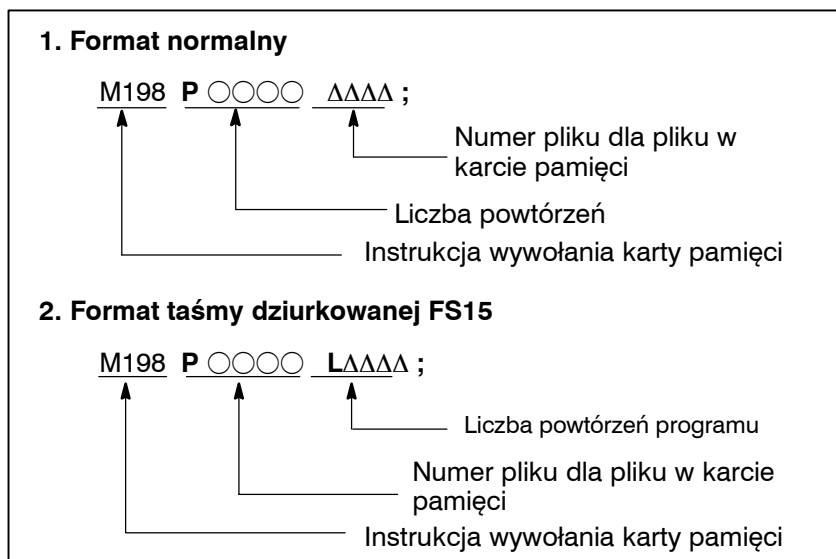 1. Format normalny
M198 P ○○○○ ΔΔΔΔ ;
Numer pliku dla pliku w
karcie pamięci
Liczba powtórzeń
Instrukcja wywołania karty pamięci
2. Format taśmy dziurkowanej FS15
M198 P ○○○○ LΔΔΔΔ ;
Liczba powtórzeń programu
Numer pliku dla pliku w karcie
pamięci
Instrukcja wywołania karty pamięci